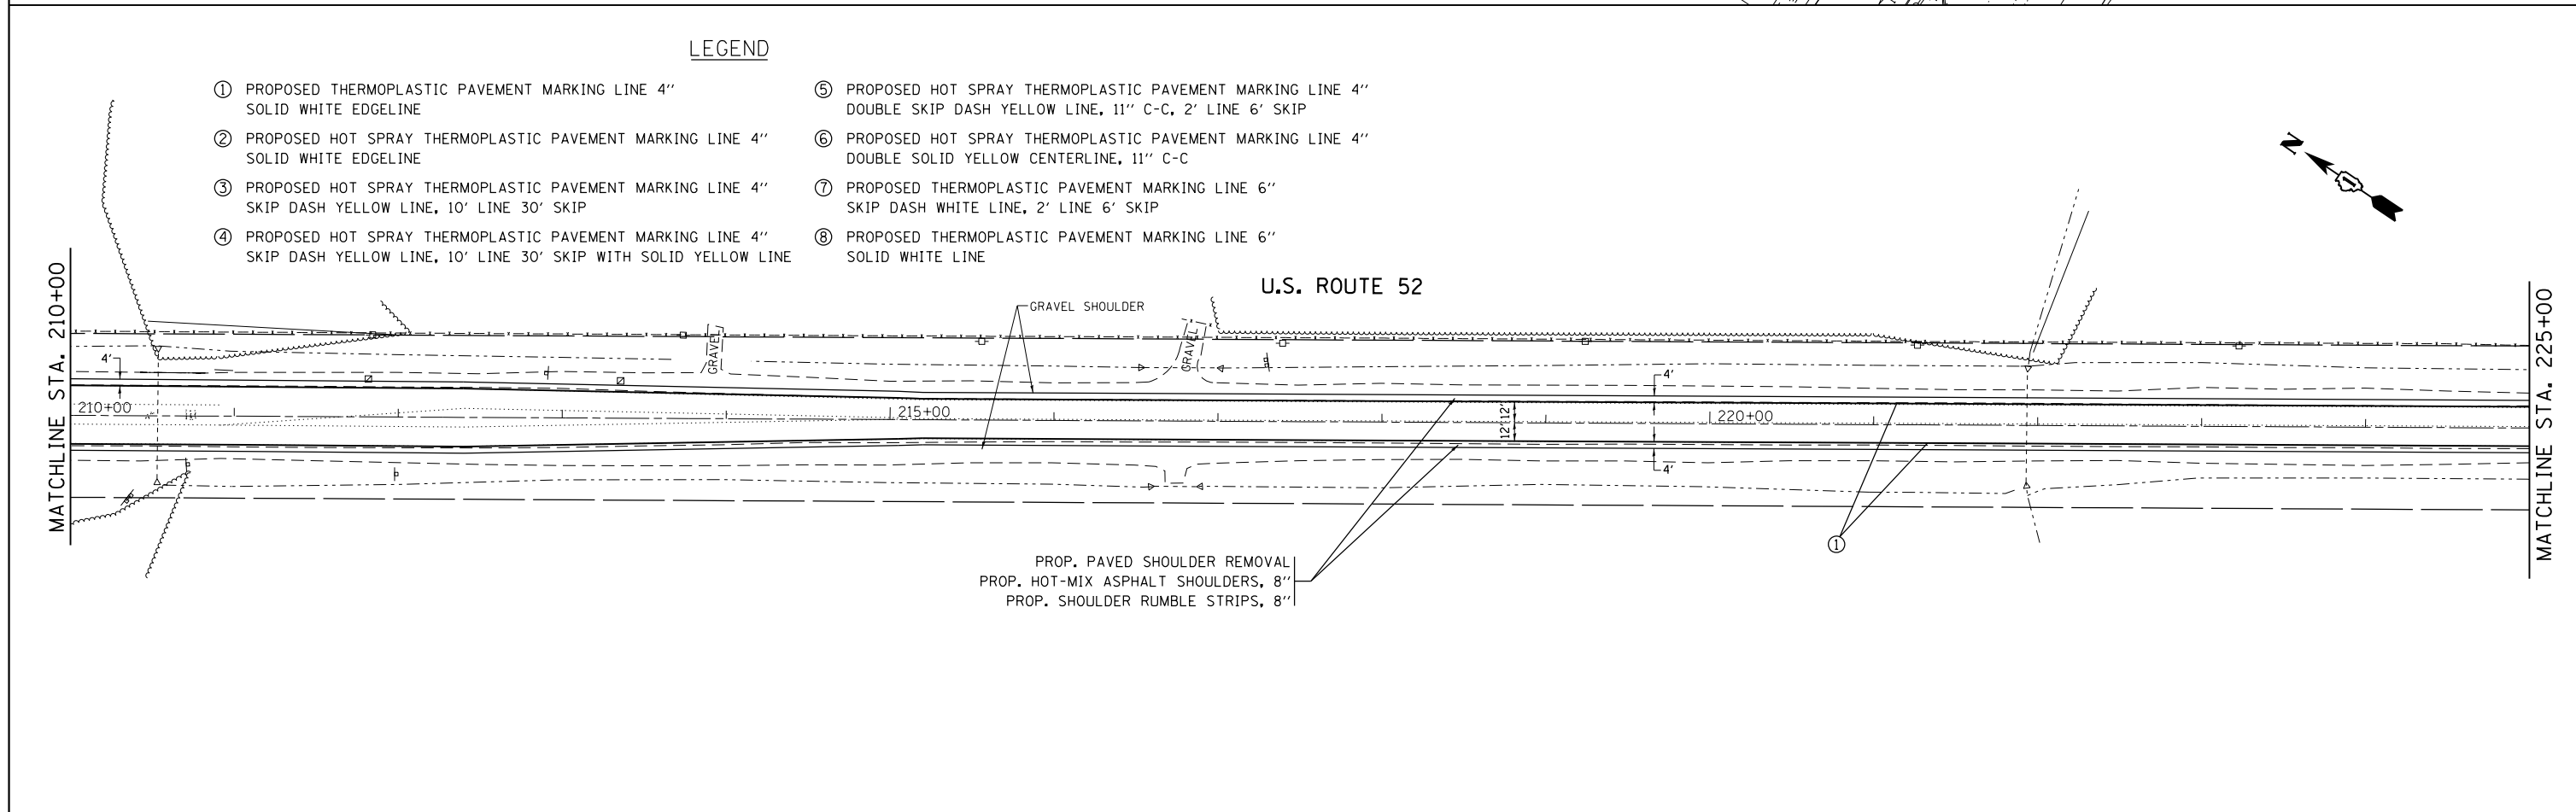 LEGEND
① PROPOSED THERMOPLASTIC PAVEMENT MARKING LINE 4"
SOLID WHITE EDGELINE
② PROPOSED HOT SPRAY THERMOPLASTIC PAVEMENT MARKING LINE 4"
SOLID WHITE EDGELINE
③ PROPOSED HOT SPRAY THERMOPLASTIC PAVEMENT MARKING LINE 4"
SKIP DASH YELLOW LINE, 10' LINE 30' SKIP
④ PROPOSED HOT SPRAY THERMOPLASTIC PAVEMENT MARKING LINE 4"
SKIP DASH YELLOW LINE, 10' LINE 30' SKIP WITH SOLID YELLOW LINE
⑤ PROPOSED HOT SPRAY THERMOPLASTIC PAVEMENT MARKING LINE 4"
DOUBLE SKIP DASH YELLOW LINE, 11" C-C, 2' LINE 6' SKIP
⑥ PROPOSED HOT SPRAY THERMOPLASTIC PAVEMENT MARKING LINE 4"
DOUBLE SOLID YELLOW CENTERLINE, 11" C-C
⑦ PROPOSED THERMOPLASTIC PAVEMENT MARKING LINE 6"
SKIP DASH WHITE LINE, 2' LINE 6' SKIP
⑧ PROPOSED THERMOPLASTIC PAVEMENT MARKING LINE 6"
SOLID WHITE LINE
N
U.S. ROUTE 52
MATCHLINE STA. 210+00
MATCHLINE STA. 225+00
GRAVEL SHOULDER
GRAVEL
GRAVEL
4'
4'
210+00
215+00
12'
12'
220+00
4'
①
PROP. PAVED SHOULDER REMOVAL
PROP. HOT-MIX ASPHALT SHOULDERS, 8"
PROP. SHOULDER RUMBLE STRIPS, 8"